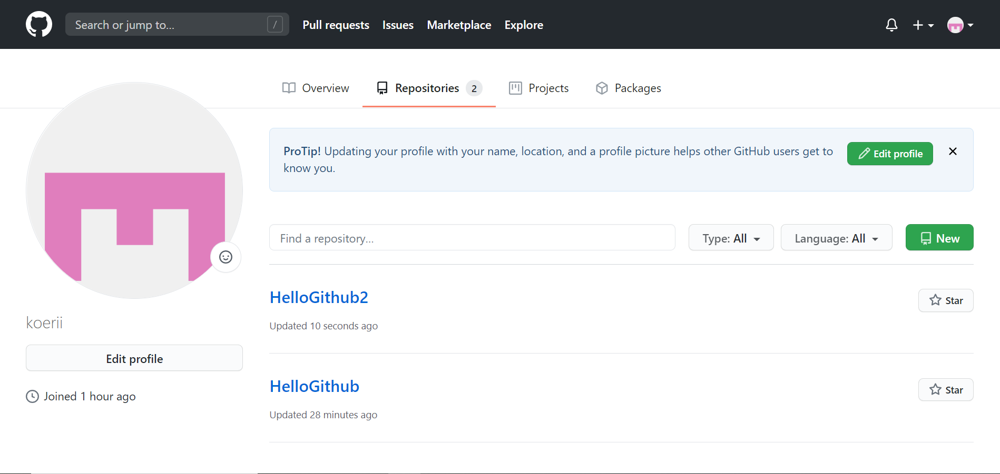 Search or jump to... /
Pull requests Issues Marketplace Explore
Overview Repositories 2 Projects Packages
ProTip! Updating your profile with your name, location, and a profile picture helps other GitHub users get to
know you.
Edit profile
Find a repository...
Type: All
Language: All
New
HelloGithub2
Star
Updated 10 seconds ago
HelloGithub
Star
Updated 28 minutes ago
koerii
Edit profile
Joined 1 hour ago